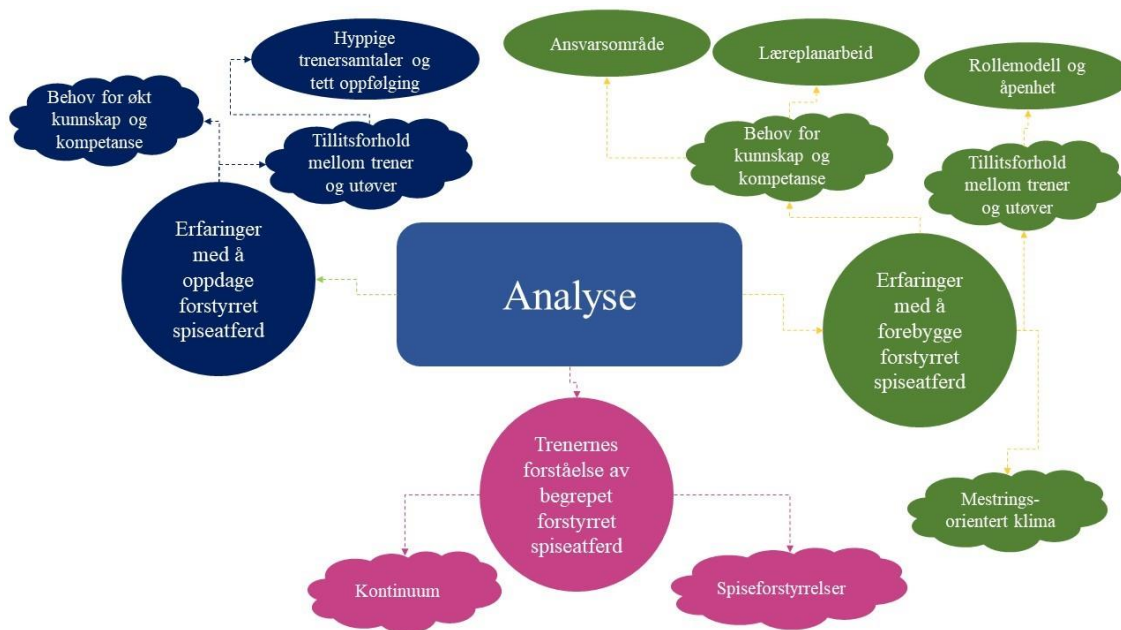 Hyppige
trenersamtaler og
tett oppfølging
Behov for økt
kunnskap og
kompetanse
Tillitsforhold
mellom trener
og utøver
Erfaringer
med å
oppdage
forstyrret
spiseatferd
Analyse
Ansvarsområde
Læreplanarbeid
Rollemodell og
åpenhet
Behov for
kunnskap og
kompetanse
Tillitsforhold
mellom trener
og utøver
Erfaringer
med å
forebygge
forstyrret
spiseatferd
Mestrings-
orientert klima
Trenernes
forståelse av
begrepet
forstyrret
spiseatferd
Kontinuum
Spiseforstyrrelser